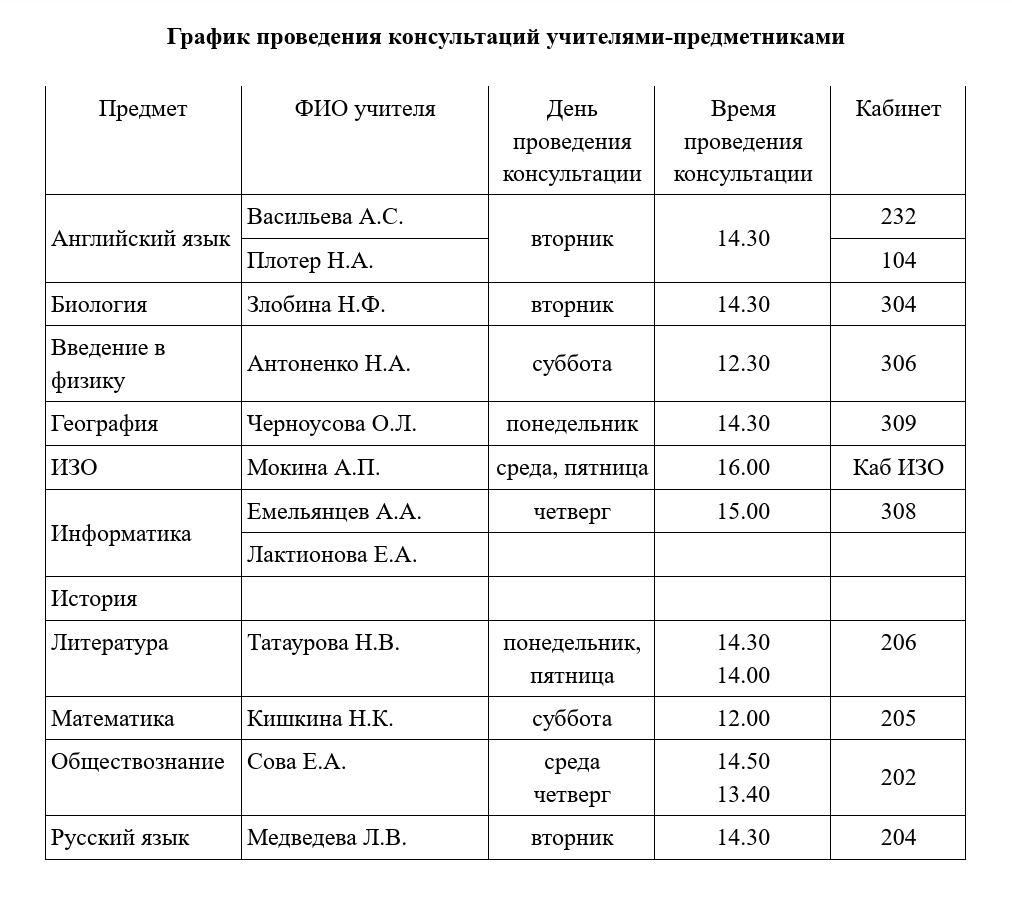 График проведения консультаций учителями-предметниками
Предмет ФИО учителя День проведения консультации Время проведения консультации Кабинет
Английский язык Васильева А.С. вторник 14.30 232
Плотер Н.А. 104
Биология Злобина Н.Ф. вторник 14.30 304
Введение в физику Антоненко Н.А. суббота 12.30 306
География Черноусова О.Л. понедельник 14.30 309
ИЗО Мокина А.П. среда, пятница 16.00 Каб ИЗО
Информатика Емельянцев А.А. четверг 15.00 308
Лактионова Е.А.
История
Литература Татаурова Н.В. понедельник, 14.30 206
пятница 14.00
Математика Кишкина Н.К. суббота 12.00 205
Обществознание Сова Е.А. среда 14.50 202
четверг 13.40
Русский язык Медведева Л.В. вторник 14.30 204